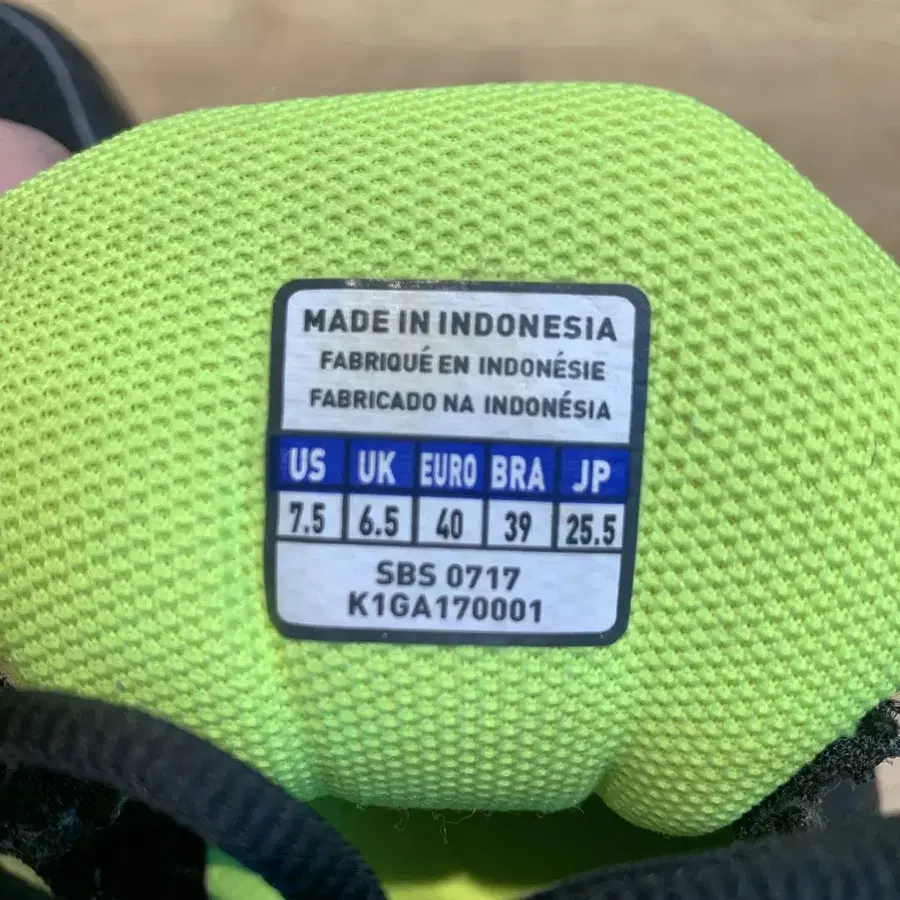 MADE IN INDONESIA
FABRIQUÉ EN INDONÉSIE
FABRICADO NA INDONÉSIA
US UK EURO BRA JP
7.5 6.5 40 39 25.5
SBS 0717
K1GA170001